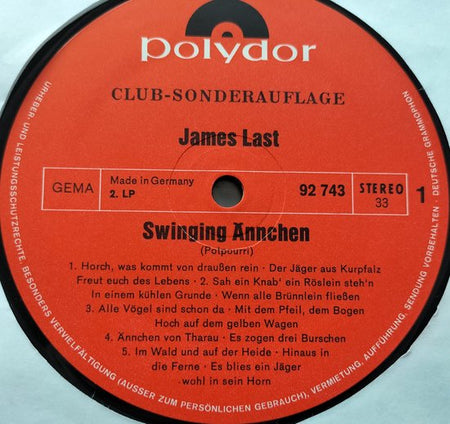 polydor
CLUB-SONDERAUFLAGE
James Last
GEMA
Made in Germany
2. LP
92 743
STEREO
33
1
Swinging Ännchen
(Potpourri)
1. Horch, was kommt von draußen rein · Der Jäger aus Kurpfalz
Freut euch des Lebens · 2. Sah ein Knab' ein Röslein steh'n
In einem kühlen Grunde · Wenn alle Brünnlein fließen
3. Alle Vögel sind schon da · Mit dem Pfeil, dem Bogen
Hoch auf dem gelben Wagen
4. Ännchen von Tharau · Es zogen drei Burschen
5. Im Wald und auf der Heide · Hinaus in
die Ferne · Es blies ein Jäger
wohl in sein Horn
URHEBER- UND LEISTUNGSSCHUTZRECHTE, BESONDERS VERVIELFÄLTIGUNG (AUSSER ZUM PERSÖNLICHEN GEBRAUCH), VERMIETUNG, AUFFÜHRUNG, SENDUNG VORBEHALTEN · DEUTSCHE GRAMMOPHON